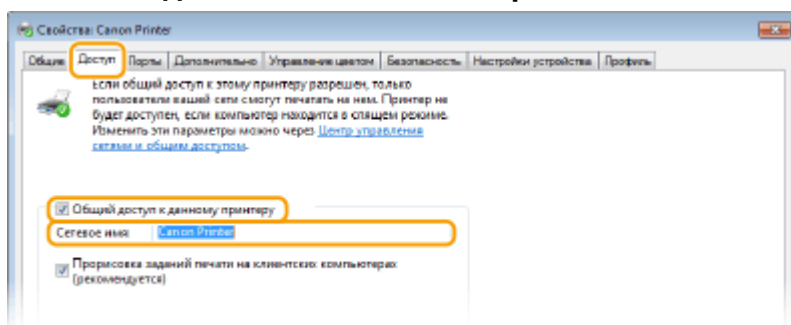 Свойства: Canon Printer
Общие Доступ Порты Дополнительно Управление цветом Безопасность Настройки устройства Профиль
Если общий доступ к этому принтеру разрешен, только
пользователи вашей сети смогут печатать на нем. Принтер не
будет доступен, если компьютер находится в спящем режиме.
Изменить эти параметры можно через Центр управления
сетями и общим доступом.
Общий доступ к данному принтеру
Сетевое имя: Canon Printer
Прорисовка заданий печати на клиентских компьютерах
(рекомендуется)